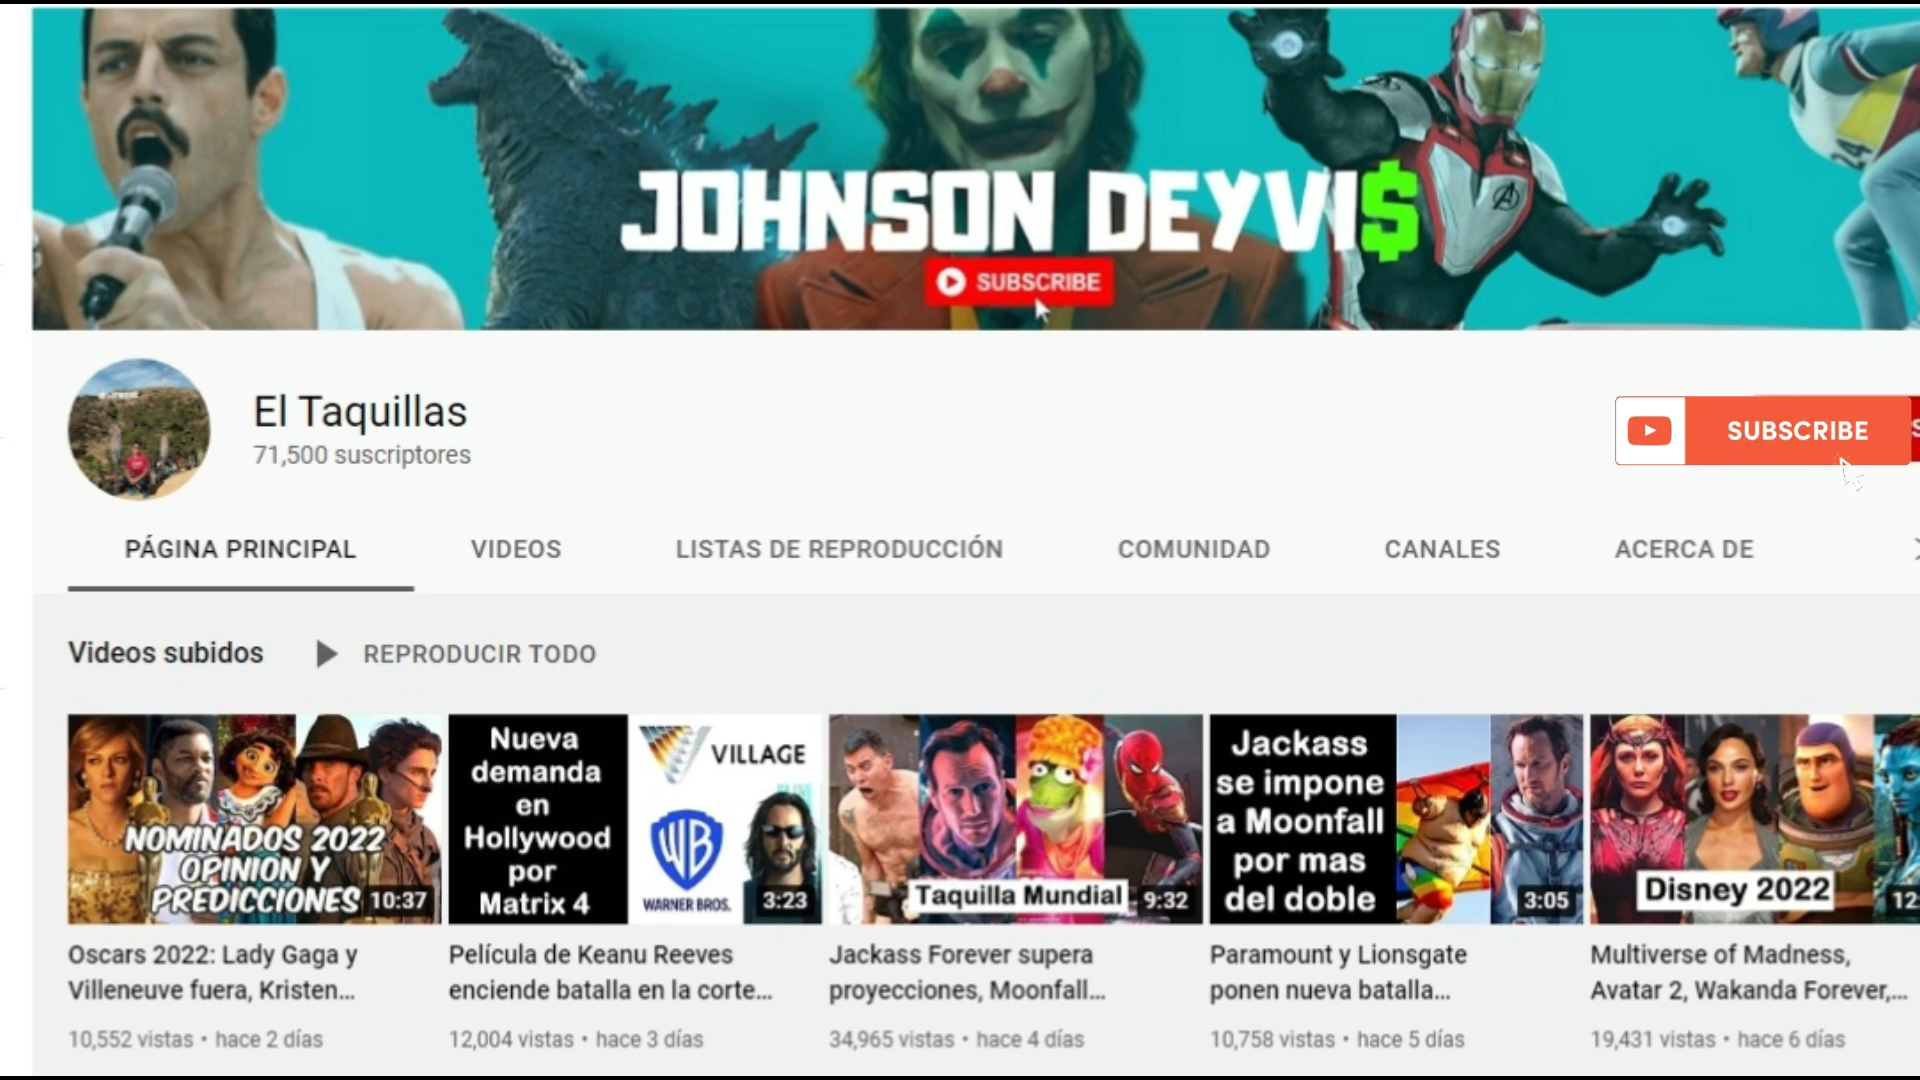 JOHNSON DEYVI$
SUBSCRIBE
El Taquillas
71,500 suscriptores
SUBSCRIBE
PÁGINA PRINCIPAL
VIDEOS
LISTAS DE REPRODUCCIÓN
COMUNIDAD
CANALES
ACERCA DE
Videos subidos
REPRODUCIR TODO
NOMINADOS 2022
OPINION Y
PREDICCIONES
10:37
Nueva
demanda
en
Hollywood
por
Matrix 4
VILLAGE
WB
WARNER BROS.
3:23
Taquilla Mundial
9:32
Jackass
se impone
a Moonfall
por mas
del doble
3:05
Disney 2022
12:
Oscars 2022: Lady Gaga y
Villeneuve fuera, Kristen...
10,552 vistas • hace 2 días
Película de Keanu Reeves
enciende batalla en la corte...
12,004 vistas • hace 3 días
Jackass Forever supera
proyecciones, Moonfall...
34,965 vistas • hace 4 días
Paramount y Lionsgate
ponen nueva batalla...
10,758 vistas • hace 5 días
Multiverse of Madness,
Avatar 2, Wakanda Forever,...
19,431 vistas • hace 6 días